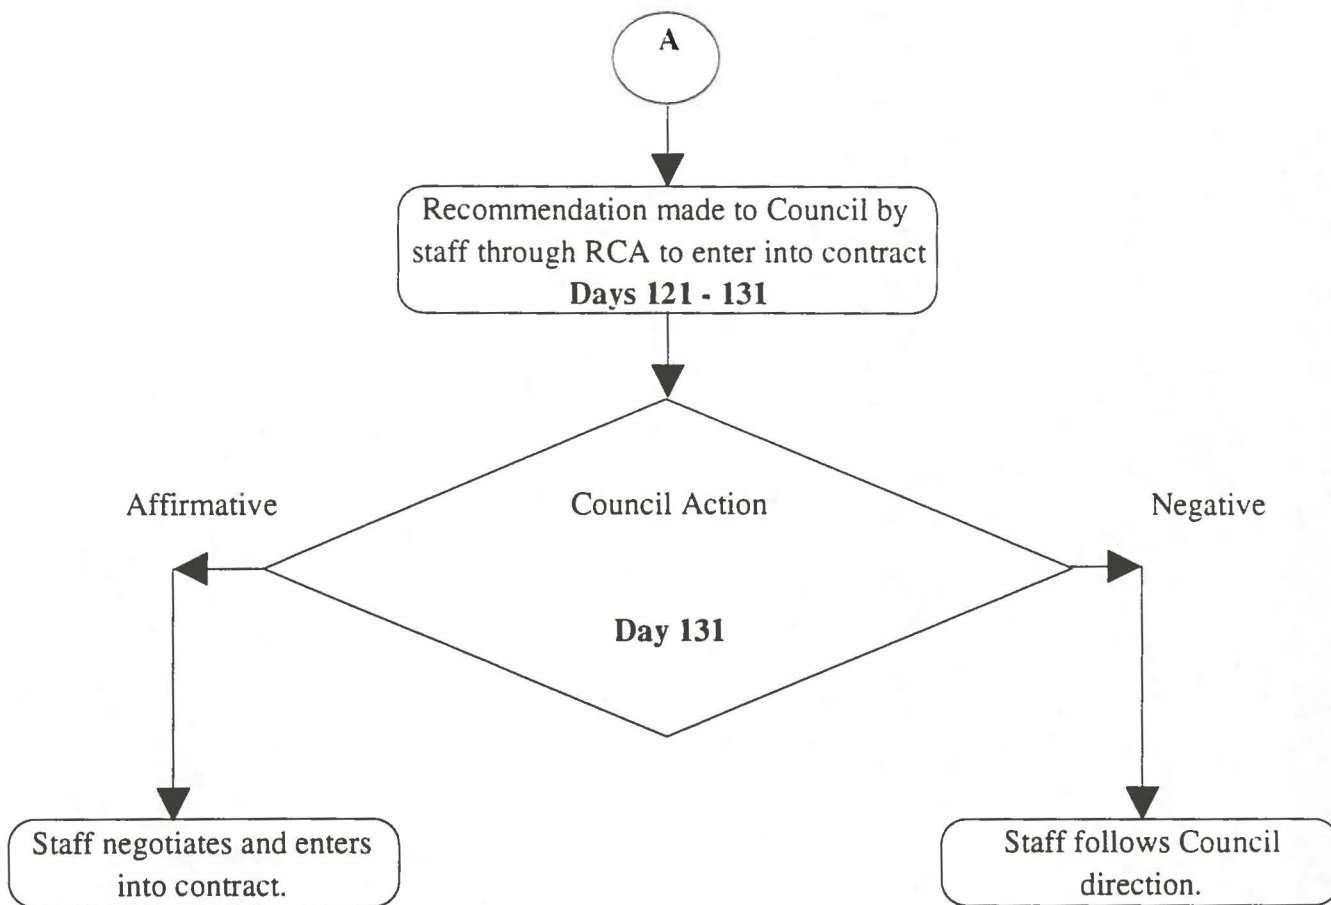 A
Recommendation made to Council by
staff through RCA to enter into contract
Days 121 - 131
Affirmative
Council Action
Negative
Day 131
Staff negotiates and enters
into contract.
Staff follows Council
direction.